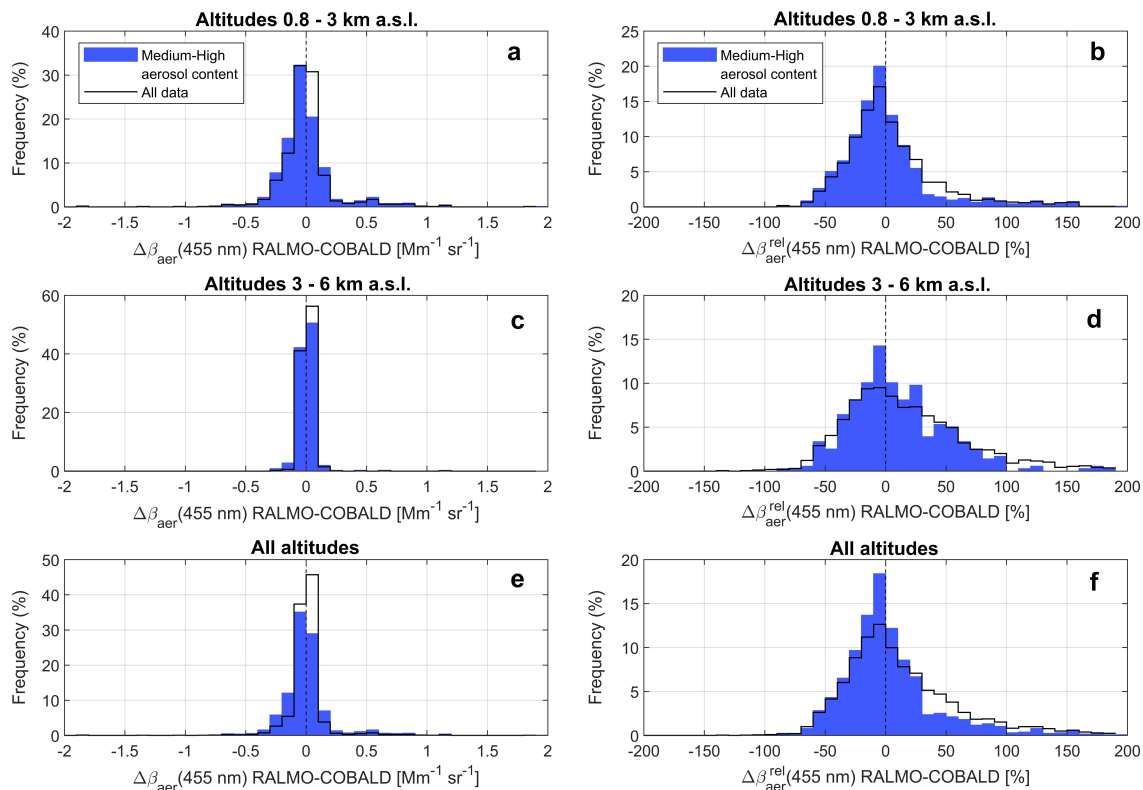 Altitudes 0.8 - 3 km a.s.l.
a
Medium-High
aerosol content
All data
Frequency (%)
40
30
20
10
0
-2 -1.5 -1 -0.5 0 0.5 1 1.5 2
Δβaer(455 nm) RALMO-COBALD [Mm-1 sr-1]
Altitudes 0.8 - 3 km a.s.l.
b
Medium-High
aerosol content
All data
Frequency (%)
25
20
15
10
5
0
-200 -150 -100 -50 0 50 100 150 200
Δβaer rel(455 nm) RALMO-COBALD [%]
Altitudes 3 - 6 km a.s.l.
c
Frequency (%)
60
40
20
0
-2 -1.5 -1 -0.5 0 0.5 1 1.5 2
Δβaer(455 nm) RALMO-COBALD [Mm-1 sr-1]
Altitudes 3 - 6 km a.s.l.
d
Frequency (%)
20
15
10
5
0
-200 -150 -100 -50 0 50 100 150 200
Δβaer rel(455 nm) RALMO-COBALD [%]
All altitudes
e
Frequency (%)
50
40
30
20
10
0
-2 -1.5 -1 -0.5 0 0.5 1 1.5 2
Δβaer(455 nm) RALMO-COBALD [Mm-1 sr-1]
All altitudes
f
Frequency (%)
20
15
10
5
0
-200 -150 -100 -50 0 50 100 150 200
Δβaer rel(455 nm) RALMO-COBALD [%]